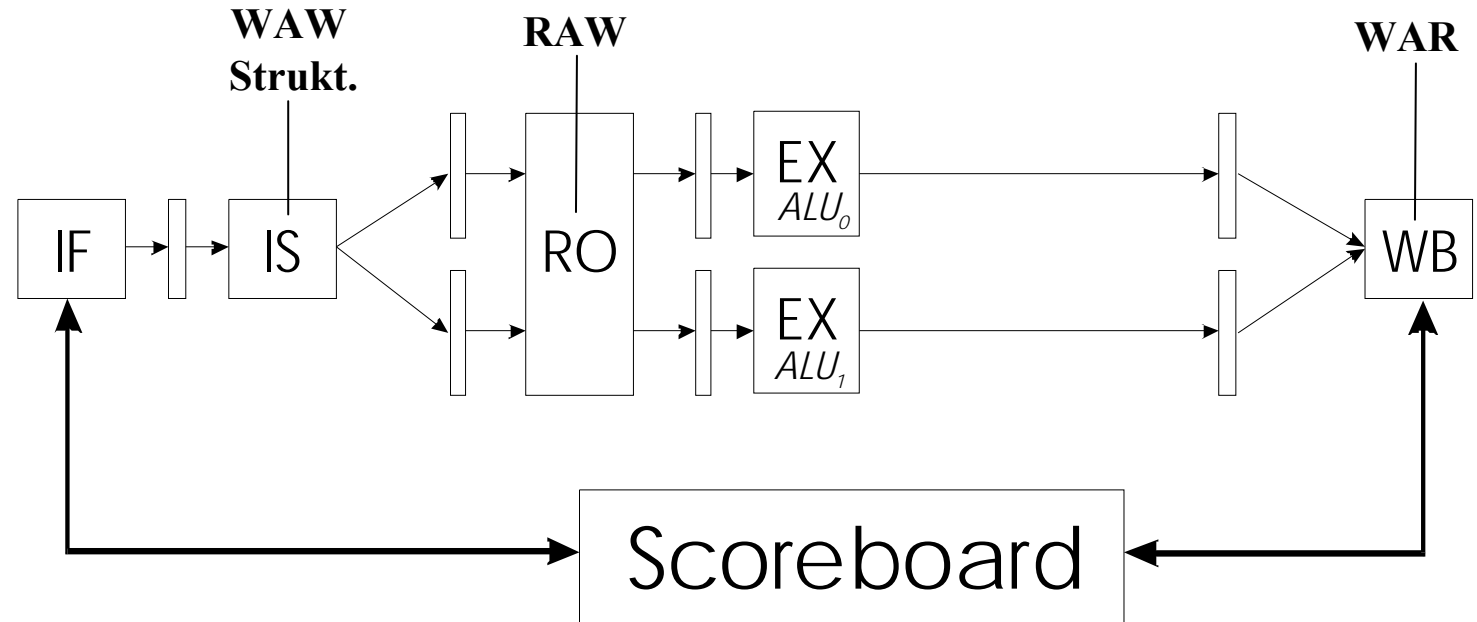 WAW
Strukt.
RAW
WAR
IF
IS
RO
EX
ALU₀
EX
ALU₁
WB
Scoreboard